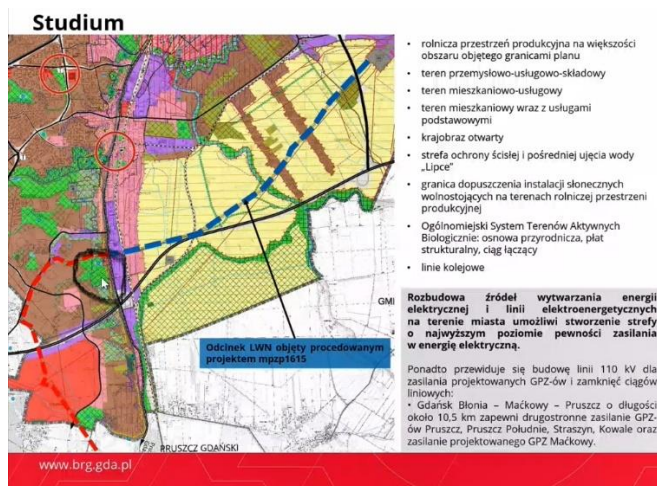 Studium
• rolnicza przestrzeń produkcyjna na większości
obszaru objętego granicami planu
• teren przemysłowo-usługowo-składowy
• teren mieszkaniowo-usługowy
• teren mieszkaniowy wraz z usługami
podstawowymi
• krajobraz otwarty
• strefa ochrony ścisłej i pośredniej ujęcia wody
„Lipce”
• granica dopuszczenia instalacji słonecznych
wolnostojących na terenach rolniczej przestrzeni
produkcyjnej
• Ogólnomiejski System Terenów Aktywnych
Biologicznie: osnowa przyrodnicza, płat
strukturalny, ciąg łączący
• linie kolejowe
GMI
Odcinek LWN objęty procedowanym
projektem mpzp1615
PRUSZCZ GDAŃSKI
Rozbudowa źródeł wytwarzania energii
elektrycznej i linii elektroenergetycznych
na terenie miasta umożliwi stworzenie strefy
o najwyższym poziomie pewności zasilania
w energię elektryczną.
Ponadto przewiduje się budowę linii 110 kV dla
zasilania projektowanych GPZ-ów i zamknięć ciągów
liniowych:
• Gdańsk Błonia – Maćkowy – Pruszcz o długości
około 10,5 km zapewni drugostronne zasilanie GPZ-
ów Pruszcz, Pruszcz Południe, Straszyn, Kowale oraz
zasilanie projektowanego GPZ Maćkowy.
www.brg.gda.pl